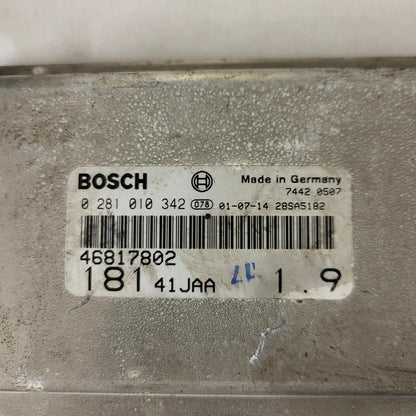 BOSCH Made in Germany
7442 0507
0 281 010 342 078 01-07-14 28SA5182
46817802
181 41JAA 1.9